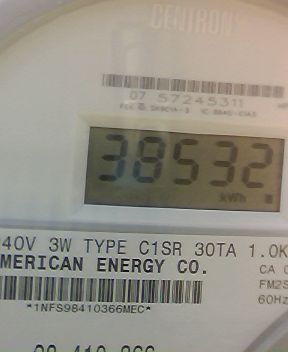 CENTRON
07 57245311
38532
kWh
40V 3W TYPE C1SR 30TA 1.0K
MERICAN ENERGY CO.
CA 0
FM2S
60Hz
*1NFS98410366MEC*